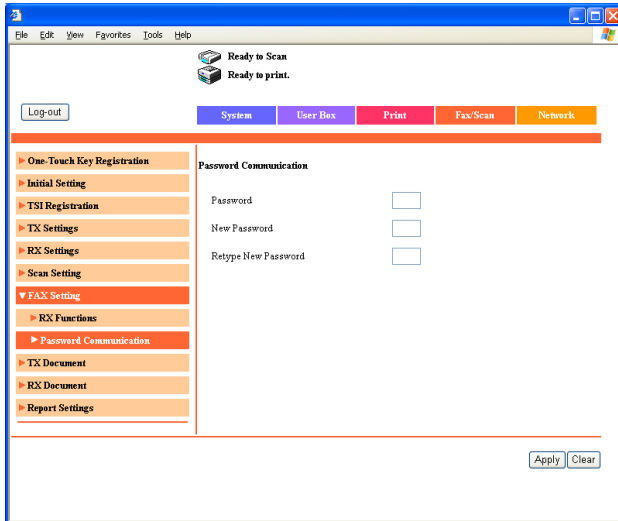 File Edit View Favorites Tools Help
Ready to Scan
Ready to print.
Log-out
System User Box Print Fax/Scan Network
One-Touch Key Registration
Initial Setting
TSI Registration
TX Settings
RX Settings
Scan Setting
FAX Setting
RX Functions
Password Communication
TX Document
RX Document
Report Settings
Password Communication
Password
New Password
Retype New Password
Apply Clear